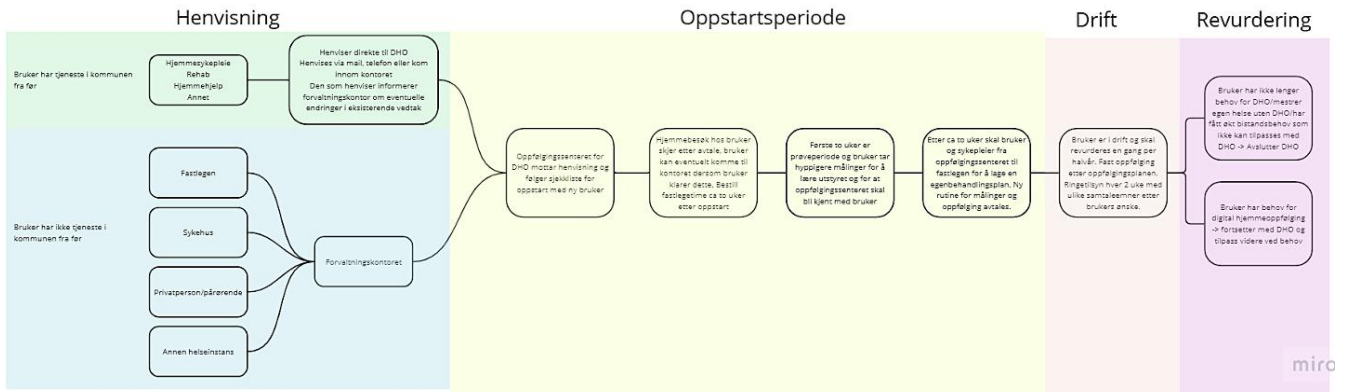 Henvisning
Oppstartsperiode
Drift
Revurdering
Bruker har tjeneste i kommunen
fra før
Hjemmesykepleie
Rehab
Hjemmehjelp
Annet
Henviser direkte til DHO
Henvises via mail, telefon eller kom
innom kontoret
Den som henviser informerer
forvaltningskontor om eventuelle
endringer i eksisterende vedtak
Bruker har ikke tjeneste i
kommunen fra før
Fastlegen
Sykehus
Privatperson/pårørende
Annen helseinstans
Forvaltningskontoret
Oppfølgingssenteret for
DHO mottar henvisning og
følger sjekkliste for
oppstart med ny bruker
Hjemmebesøk hos bruker
skjer etter avtale, bruker
kan eventuelt komme til
kontoret dersom bruker
klarer dette. Bestill
fastlegetime ca to uker
etter oppstart
Første to uker er
prøveperiode og bruker tar
hyppigere målinger for å
lære utstyret og for at
oppfølgingssenteret skal
bli kjent med bruker
Etter ca to uker skal bruker
og sykepleier fra
oppfølgingssenteret til
fastlegen for å lage en
egenbehandlingsplan. Ny
rutine for målinger og
oppfølging avtales.
Bruker er i drift og skal
revurderes en gang per
halvår. Fast oppfølging
etter oppfølgingsplanen.
Ringetilsyn hver 2 uke med
ulike samtaleemner etter
brukers ønske.
Bruker har ikke lenger
behov for DHO/mestrer
egen helse uten DHO/har
fått økt bistandsbehov som
ikke kan tilpasses med
DHO -> Avslutter DHO
Bruker har behov for
digital hjemmeoppfølging
-> fortsetter med DHO og
tilpass videre ved behov
miro